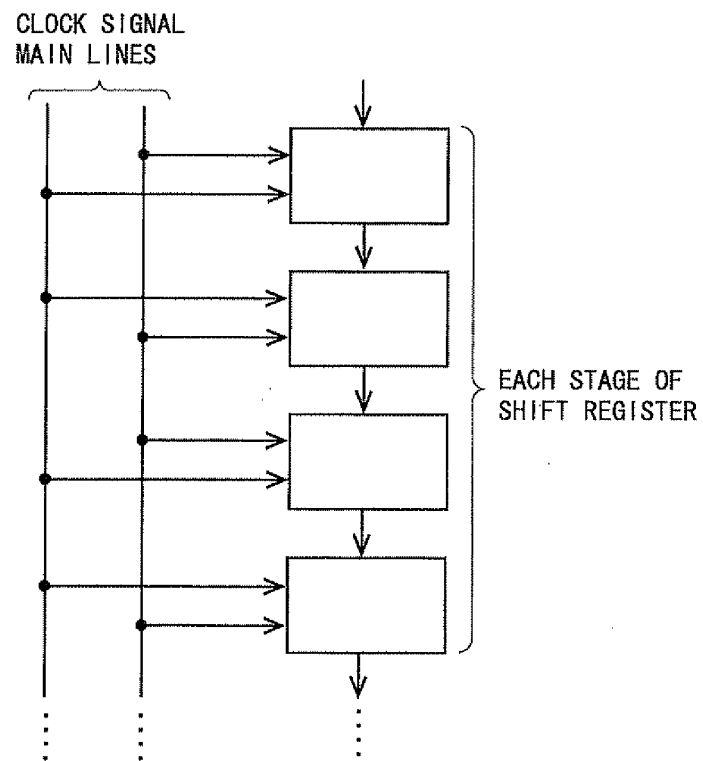 CLOCK SIGNAL
MAIN LINES
EACH STAGE OF
SHIFT REGISTER